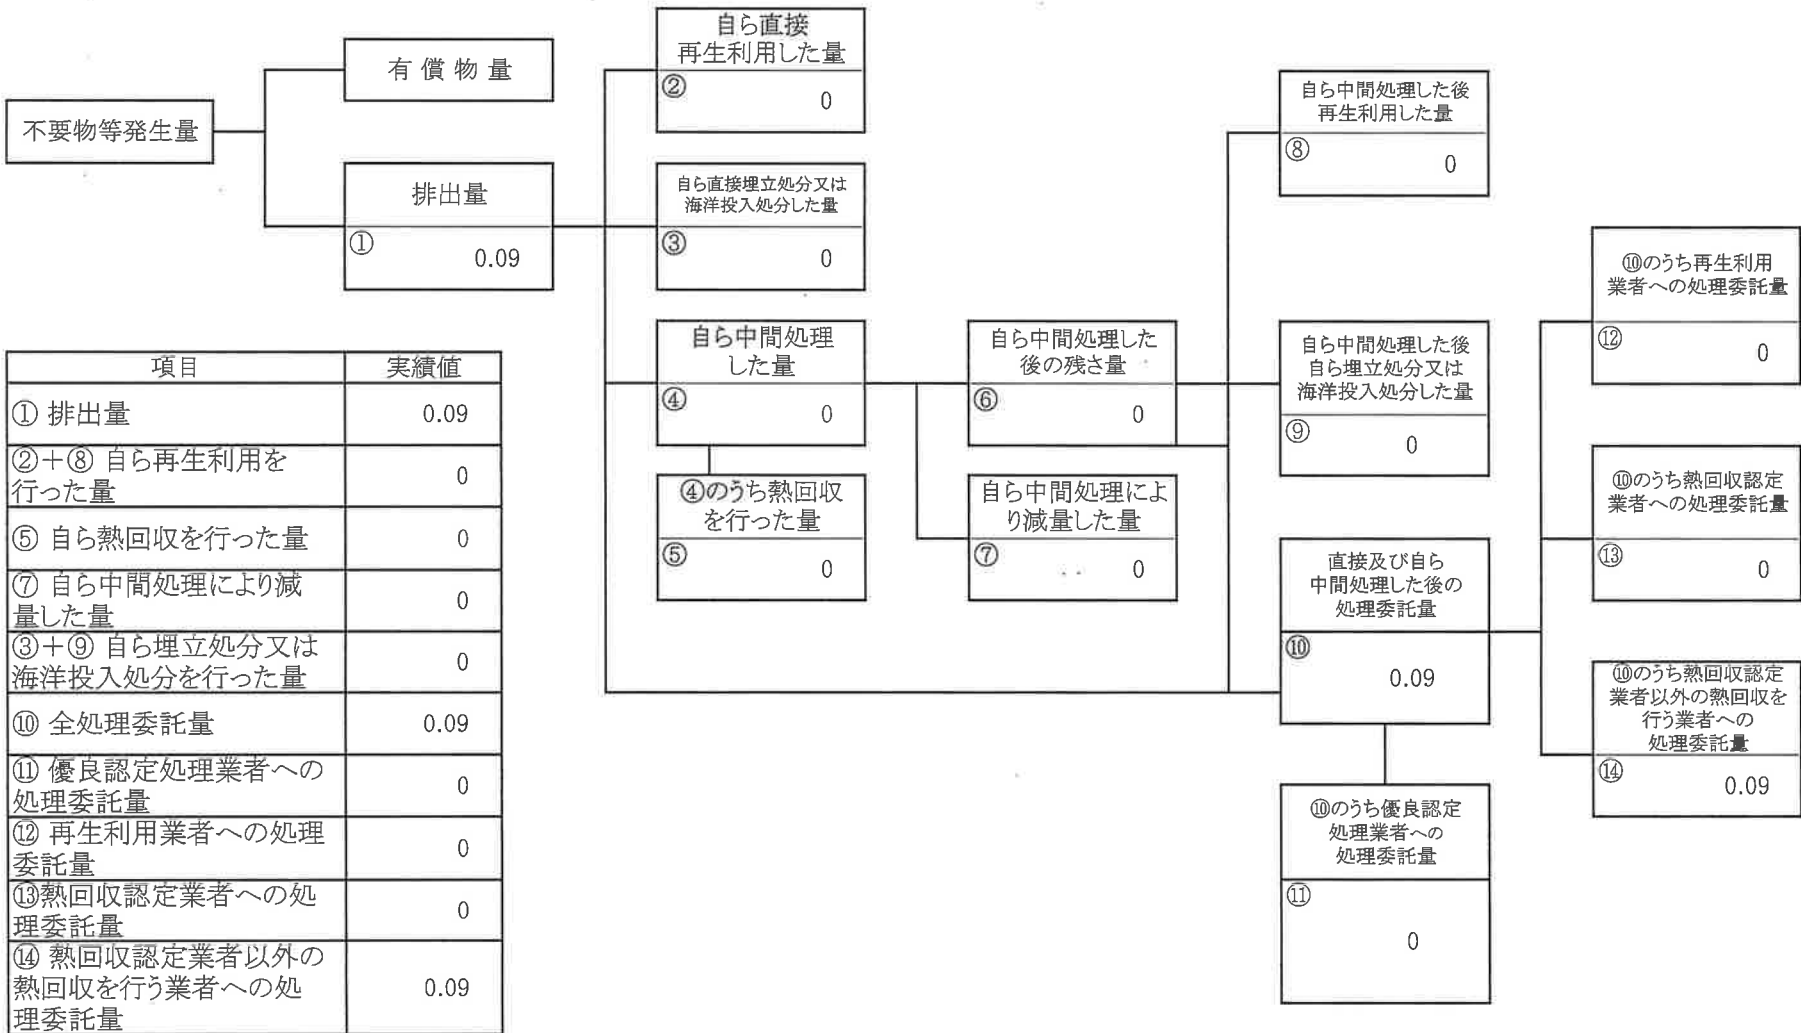 不要物等発生量
有償物量
排出量
①
0.09
自ら直接
再生利用した量
②
0
自ら直接埋立処分又は
海洋投入処分した量
③
0
自ら中間処理
した量
④
0
④のうち熱回収
を行った量
⑤
0
自ら中間処理した
後の残さ量
⑥
0
自ら中間処理によ
り減量した量
⑦
0
自ら中間処理した後
再生利用した量
⑧
0
自ら中間処理した後
自ら埋立処分又は
海洋投入処分した量
⑨
0
直接及び自ら
中間処理した後の
処理委託量
⑩
0.09
⑩のうち優良認定
処理業者への
処理委託量
⑪
0
⑩のうち再生利用
業者への処理委託量
⑫
0
⑩のうち熱回収認定
業者への処理委託量
⑬
0
⑩のうち熱回収認定
業者以外の熱回収を
行う業者への
処理委託量
⑭
0.09
項目 実績値
① 排出量 0.09
②+⑧ 自ら再生利用を
行った量 0
⑤ 自ら熱回収を行った量 0
⑦ 自ら中間処理により減
量した量 0
③+⑨ 自ら埋立処分又は
海洋投入処分を行った量 0
⑩ 全処理委託量 0.09
⑪ 優良認定処理業者への
処理委託量 0
⑫ 再生利用業者への処理
委託量 0
⑬熱回収認定業者への処
理委託量 0
⑭ 熱回収認定業者以外の
熱回収を行う業者への処
理委託量 0.09